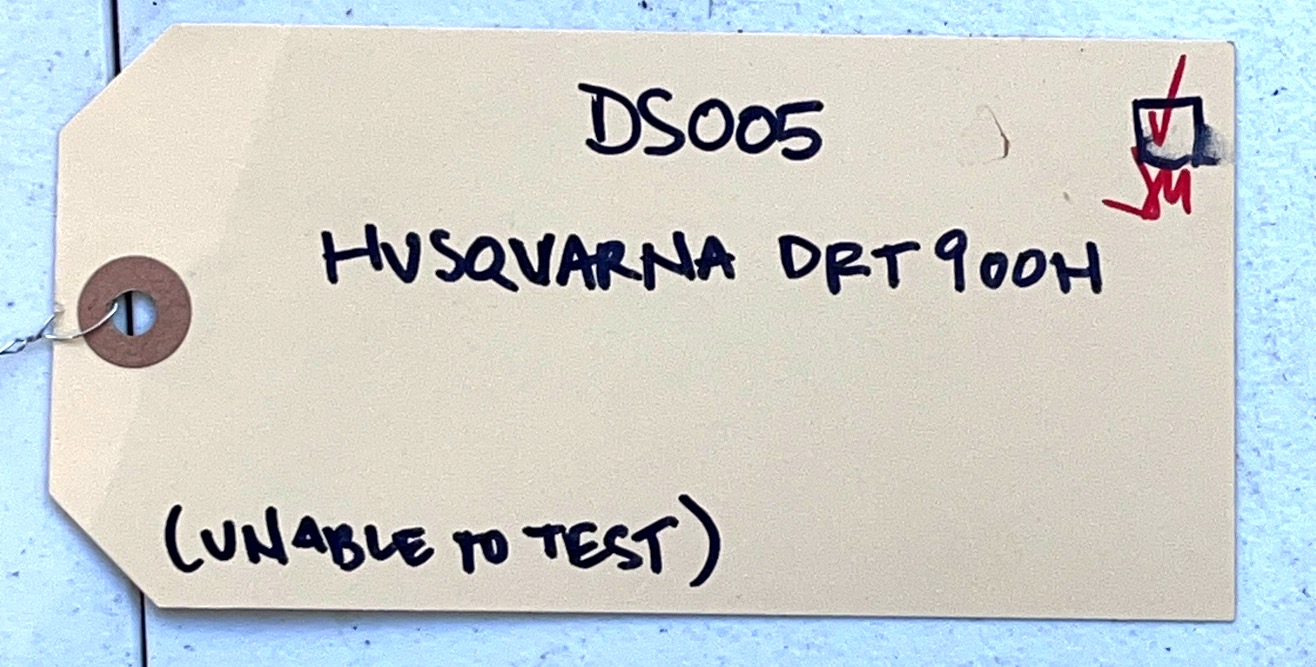 DS005
HUSQVARNA DRT900H
(UNABLE TO TEST)